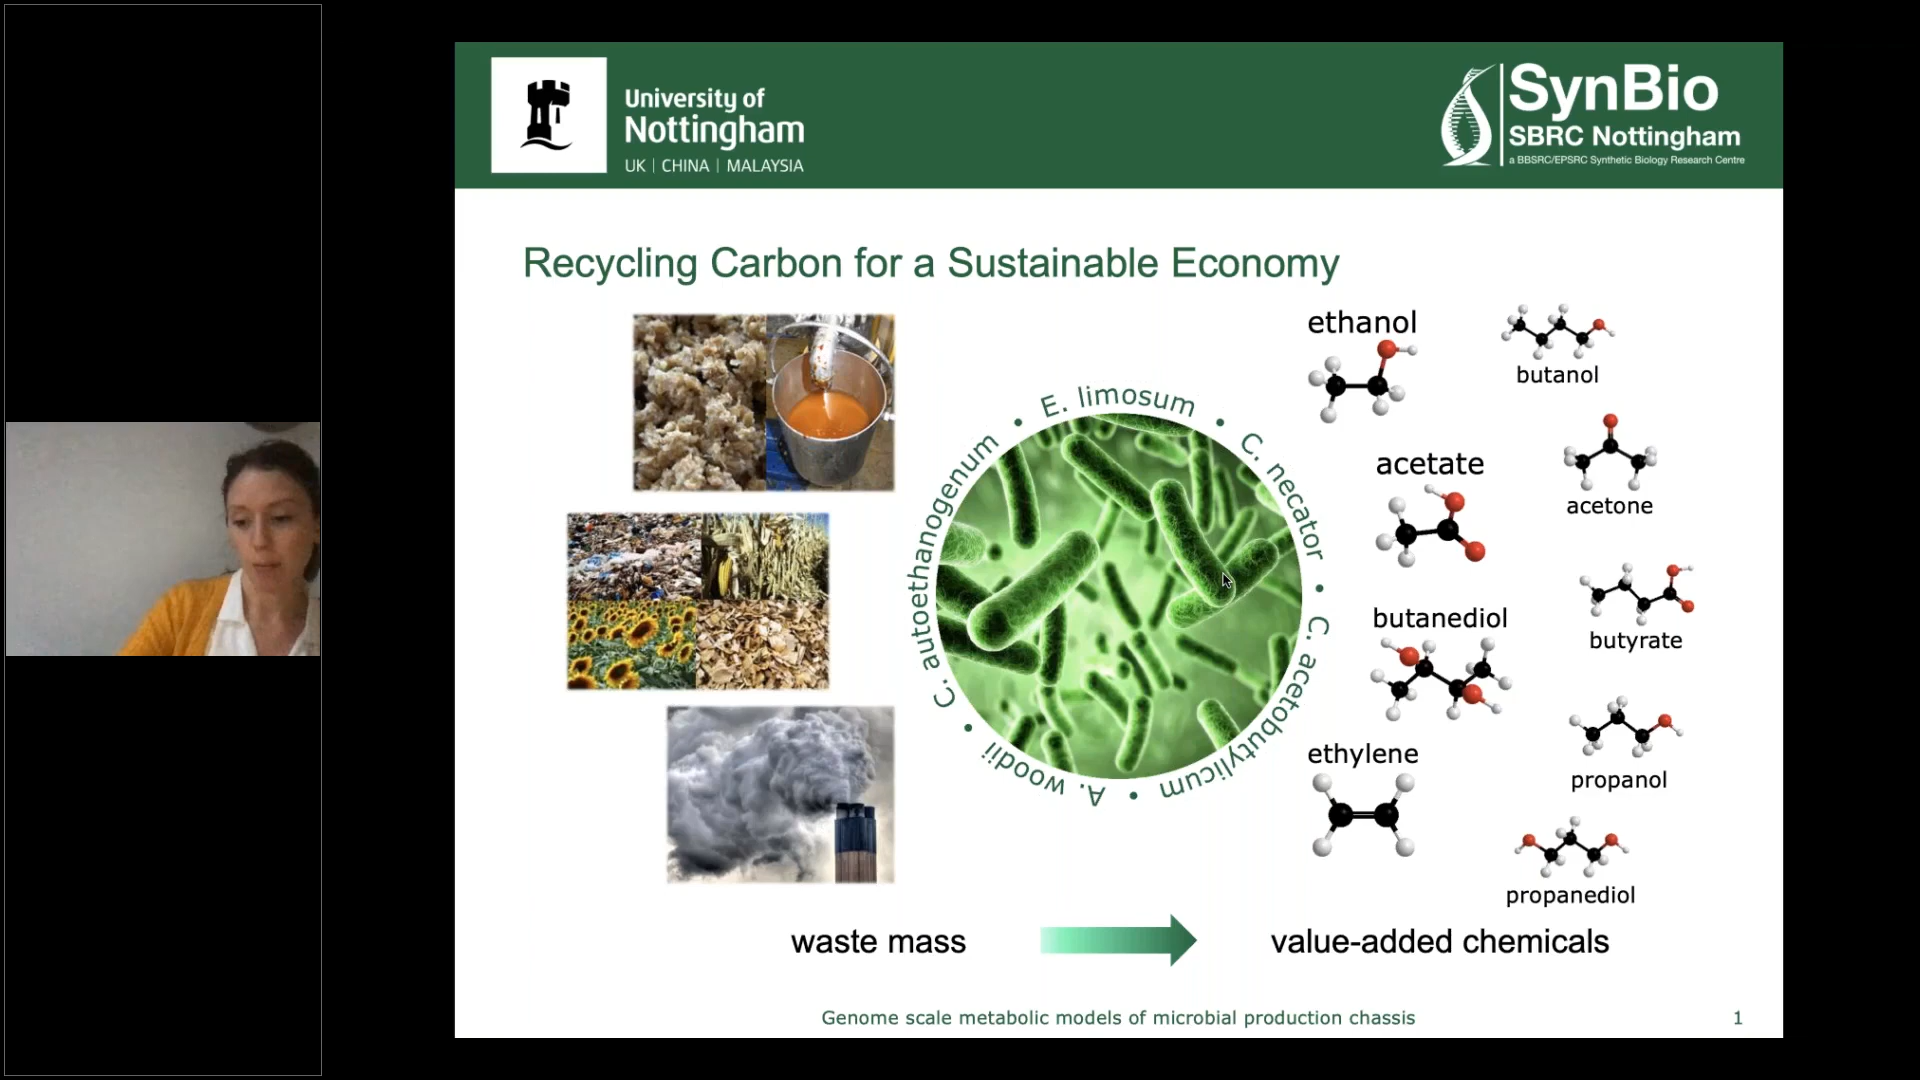 University of
Nottingham
UK | CHINA | MALAYSIA
SynBio
SBRC Nottingham
a BBSRC/EPSRC Synthetic Biology Research Centre
Recycling Carbon for a Sustainable Economy
E. limosum • C. necator • C. acetobutylicum • A. woodii • C. autoethanogenum •
ethanol
butanol
acetate
acetone
butanediol
butyrate
ethylene
propanol
propanediol
waste mass
value-added chemicals
Genome scale metabolic models of microbial production chassis
1